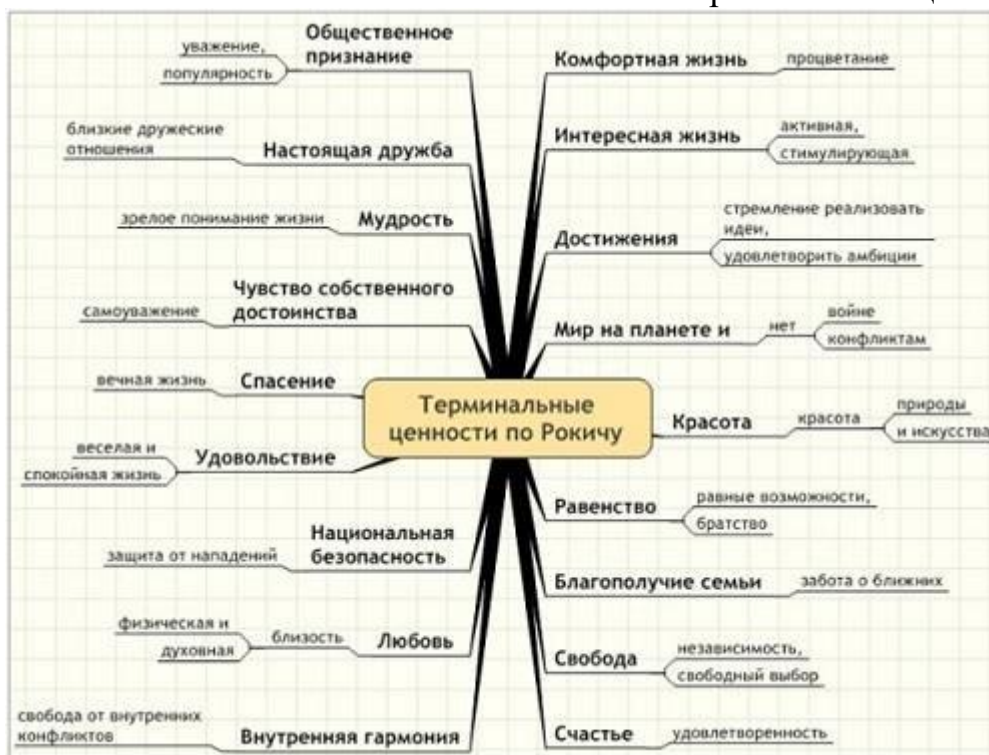 Общественное
признание
уважение,
популярность
Настоящая дружба
близкие дружеские
отношения
Мудрость
зрелое понимание жизни
Чувство собственного
достоинства
самоуважение
Спасение
вечная жизнь
Удовольствие
веселая и
спокойная жизнь
Национальная
безопасность
защита от нападений
Любовь
близость
физическая и
духовная
Внутренняя гармония
свобода от внутренних
конфликтов
Терминальные
ценности по Рокичу
Комфортная жизнь
процветание
Интересная жизнь
активная,
стимулирующая
Достижения
стремление реализовать
идеи,
удовлетворить амбиции
Мир на планете и
нет
войне
конфликтам
Красота
красота
природы
и искусства
Равенство
равные возможности,
братство
Благополучие семьи
забота о ближних
Свобода
независимость,
свободный выбор
Счастье
удовлетворенность